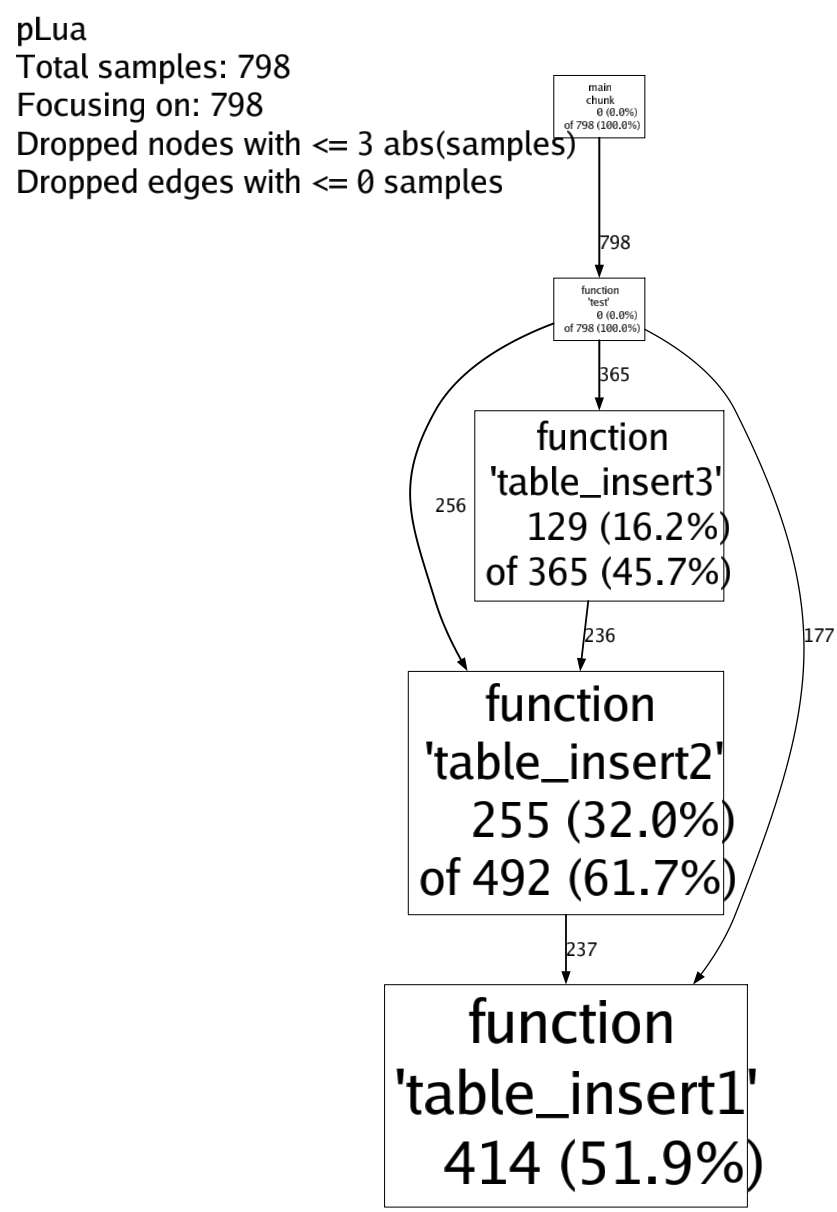 pLua
Total samples: 798
Focusing on: 798
Dropped nodes with <= 3 abs(samples)
Dropped edges with <= 0 samples
main
chunk
0 (0.0%)
of 798 (100.0%)
798
function
'test'
0 (0.0%)
of 798 (100.0%)
365
function
'table_insert3'
129 (16.2%)
of 365 (45.7%)
256
236
177
function
'table_insert2'
255 (32.0%)
of 492 (61.7%)
237
function
'table_insert1'
414 (51.9%)